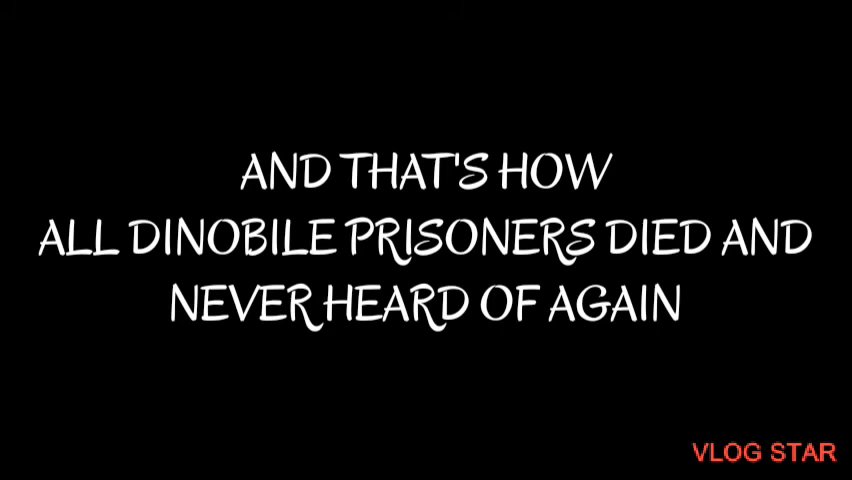 AND THAT'S HOW
ALL DINOBILE PRISONERS DIED AND
NEVER HEARD OF AGAIN
VLOG STAR